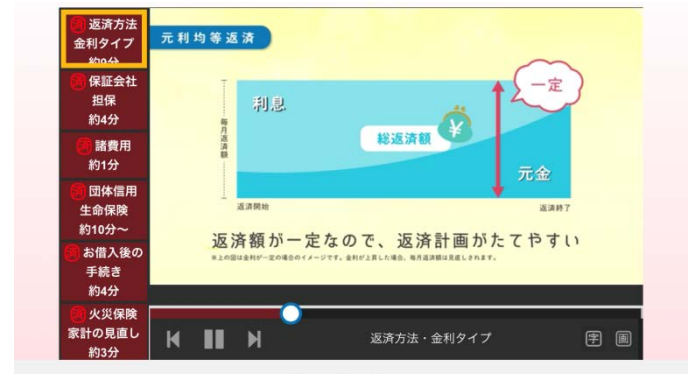 済 返済方法
金利タイプ
約9分
済 保証会社
担保
約4分
済 諸費用
約1分
済 団体信用
生命保険
約10分～
済 お借入後の
手続き
約4分
済 火災保険
家計の見直し
約3分
元利均等返済
一定
利息
毎月返済額
総返済額
¥
元金
返済開始
返済終了
返済額が一定なので、返済計画がたてやすい
※上の図は金利が一定の場合のイメージです。金利が上昇した場合、毎月返済額は見直しされます。
返済方法・金利タイプ
字
画